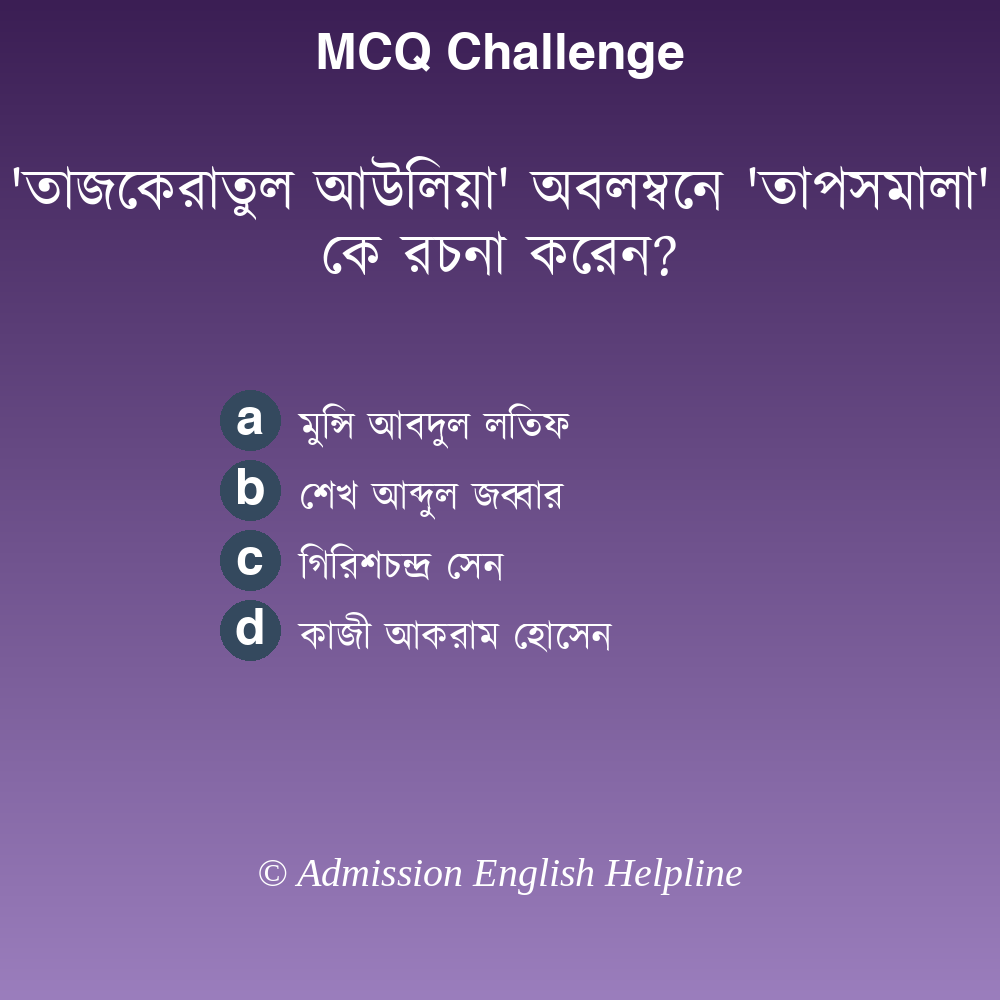 MCQ Challenge
'তাজকেরাতুল আউলিয়া' অবলম্বনে 'তাপসমালা'
কে রচনা করেন?
a মুন্সি আবদুল লতিফ
b শেখ আব্দুল জব্বার
c গিরিশচন্দ্র সেন
d কাজী আকরাম হোসেন
© Admission English Helpline